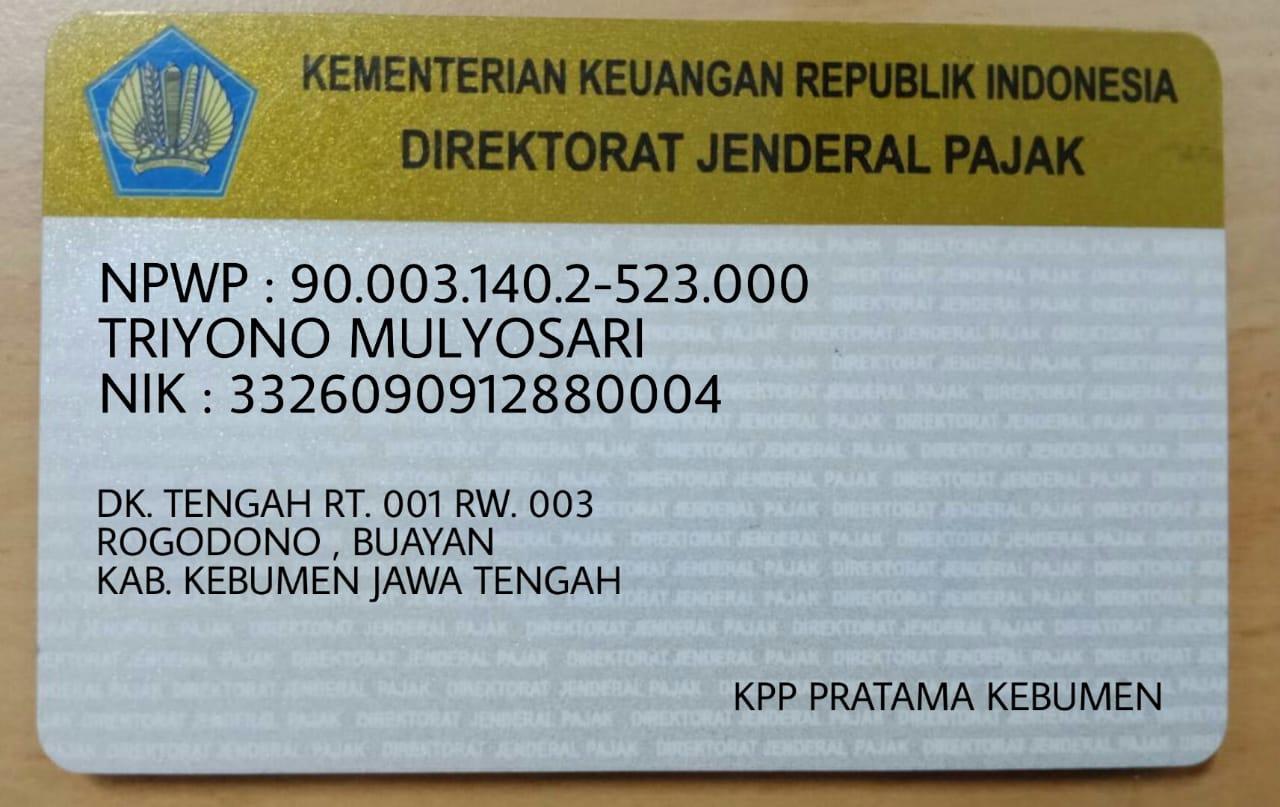 KEMENTERIAN KEUANGAN REPUBLIK INDONESIA
DIREKTORAT JENDERAL PAJAK
NPWP : 90.003.140.2-523.000
TRIYONO MULYOSARI
NIK : 3326090912880004
DK. TENGAH RT. 001 RW. 003
ROGODONO , BUAYAN
KAB. KEBUMEN JAWA TENGAH
KPP PRATAMA KEBUMEN